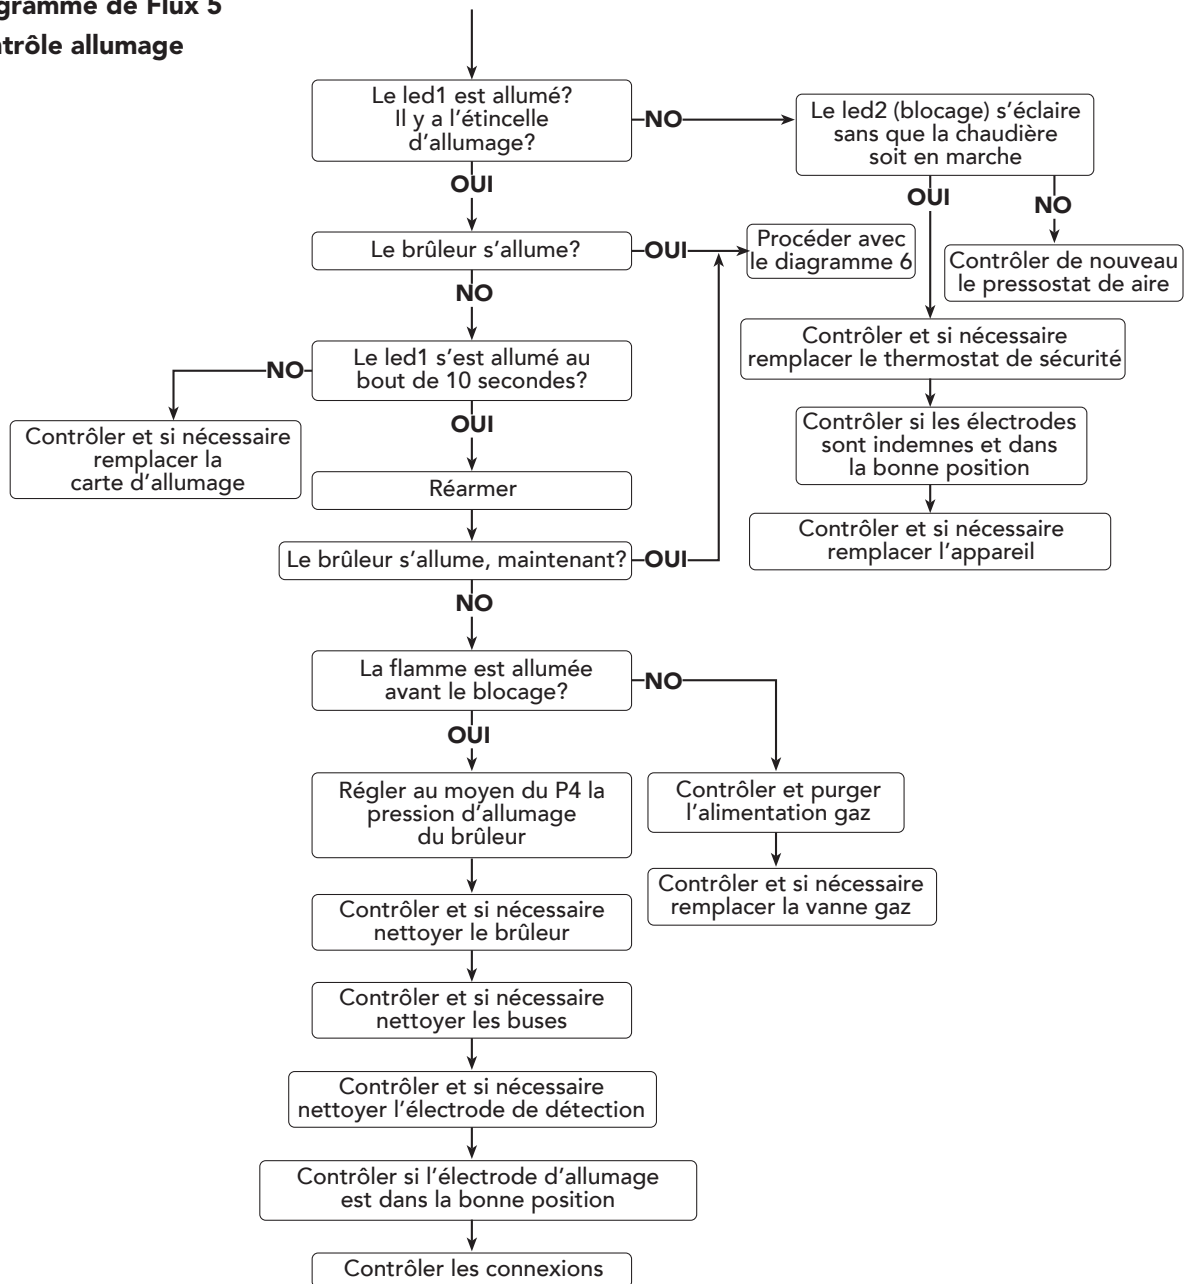 gramme de Flux 5
ntrôle allumage
Le led1 est allumé?
Il y a l'étincelle
d'allumage?
NO
Le led2 (blocage) s'éclaire
sans que la chaudière
soit en marche
OUI
OUI
NO
Le brûleur s'allume?
OUI
Procéder avec
le diagramme 6
Contrôler de nouveau
le pressostat de aire
NO
Contrôler et si nécessaire
remplacer le thermostat de sécurité
Le led1 s'est allumé au
bout de 10 secondes?
NO
Contrôler et si nécessaire
remplacer la
carte d'allumage
OUI
Contrôler si les électrodes
sont indemnes et dans
la bonne position
Réarmer
Contrôler et si nécessaire
remplacer l'appareil
Le brûleur s'allume, maintenant?
OUI
NO
La flamme est allumée
avant le blocage?
NO
OUI
Régler au moyen du P4 la
pression d'allumage
du brûleur
Contrôler et purger
l'alimentation gaz
Contrôler et si nécessaire
remplacer la vanne gaz
Contrôler et si nécessaire
nettoyer le brûleur
Contrôler et si nécessaire
nettoyer les buses
Contrôler et si nécessaire
nettoyer l'électrode de détection
Contrôler si l'électrode d'allumage
est dans la bonne position
Contrôler les connexions